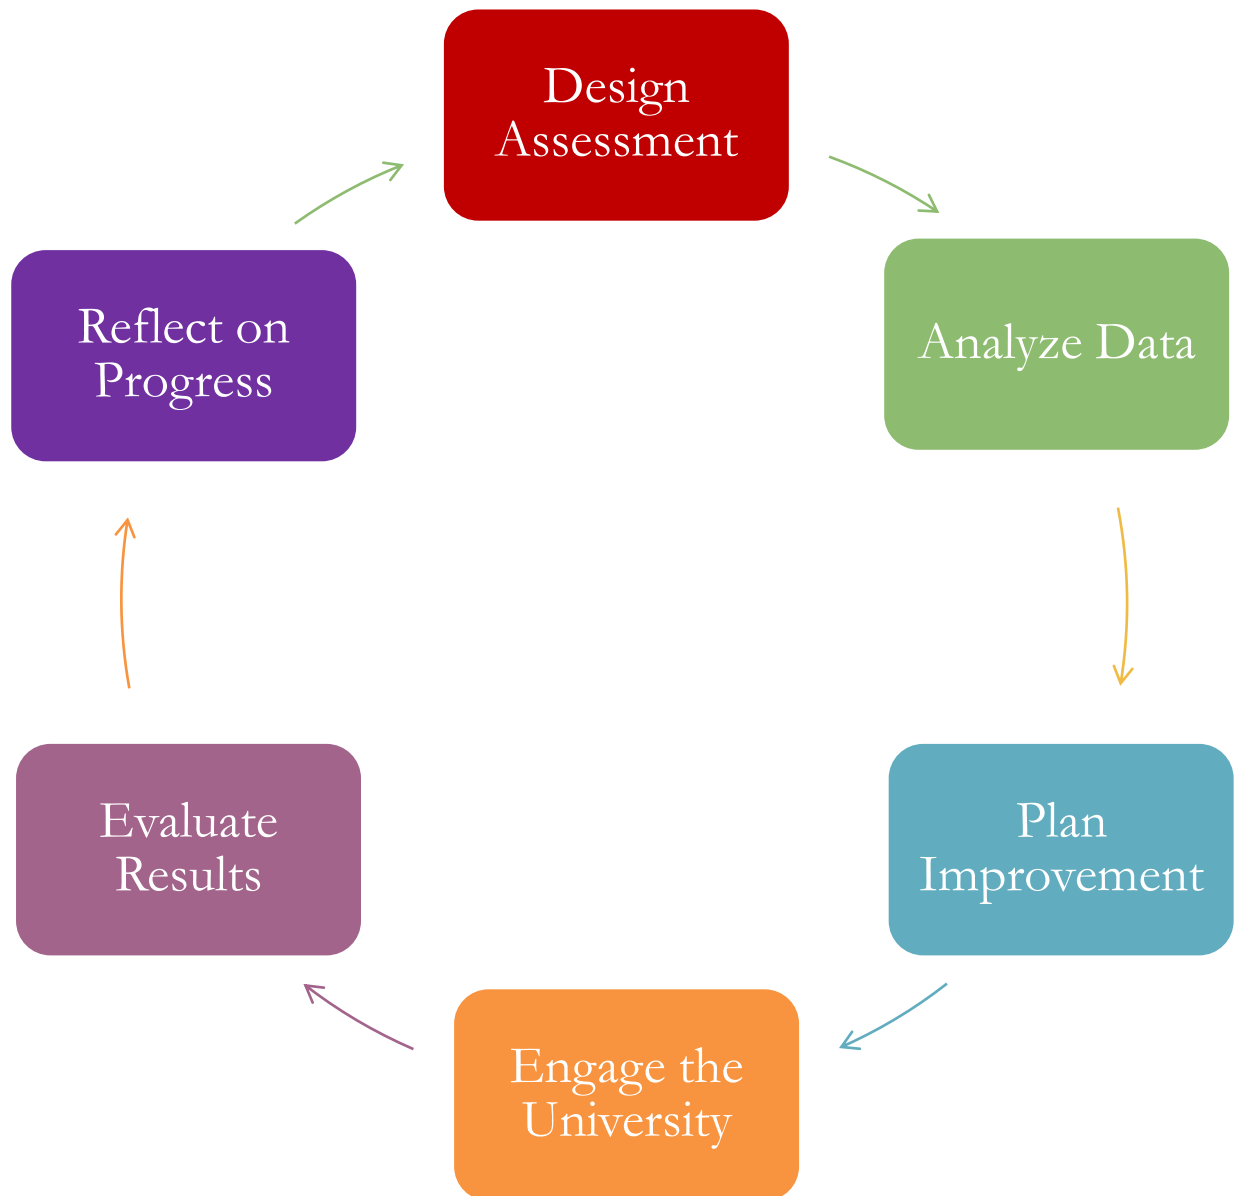 Design
Assessment
Analyze Data
Plan
Improvement
Engage the
University
Evaluate
Results
Reflect on
Progress